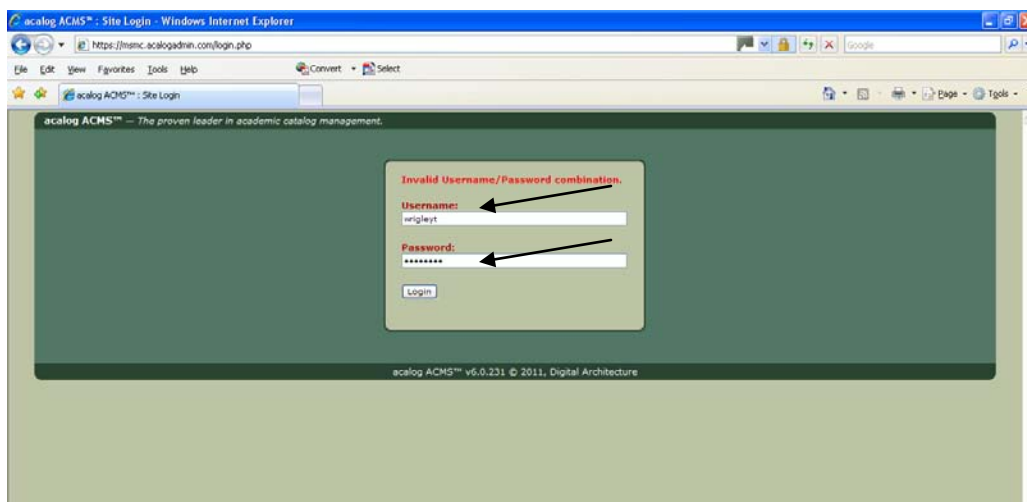 acalog ACMS™ : Site Login - Windows Internet Explorer
https://msmc.acalogadmin.com/login.php
Google
File Edit View Favorites Tools Help
Convert Select
acalog ACMS™ : Site Login
Page Tools
acalog ACMS™ — The proven leader in academic catalog management.
Invalid Username/Password combination.
Username:
wrigleyt
Password:
••••••••
Login
acalog ACMS™ v6.0.231 © 2011, Digital Architecture